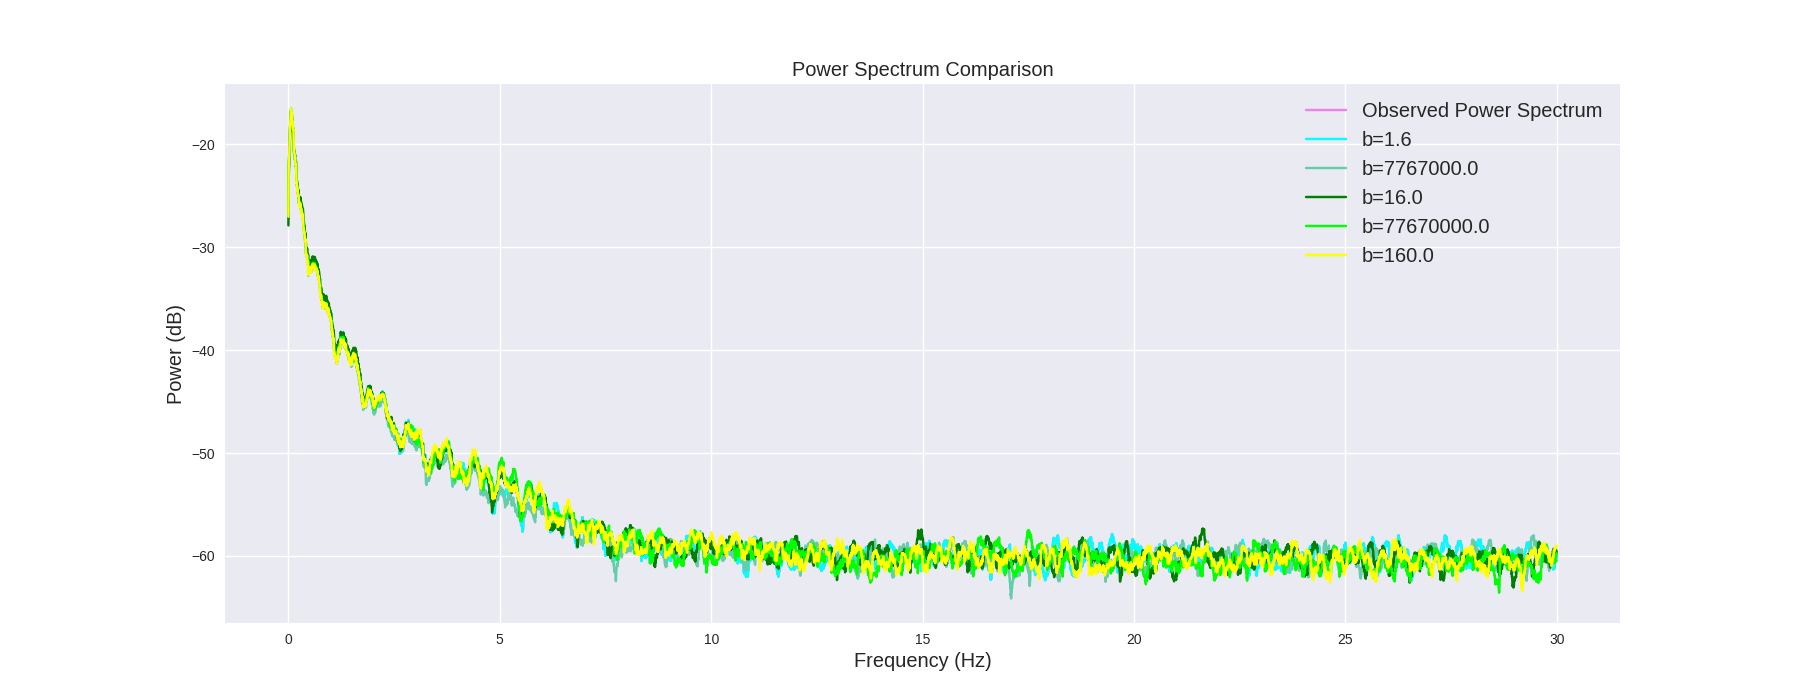 Power Spectrum Comparison
Observed Power Spectrum
b=1.6
b=7767000.0
b=16.0
b=77670000.0
b=160.0
−20
−30
−40
−50
−60
Power (dB)
0 5 10 15 20 25 30
Frequency (Hz)